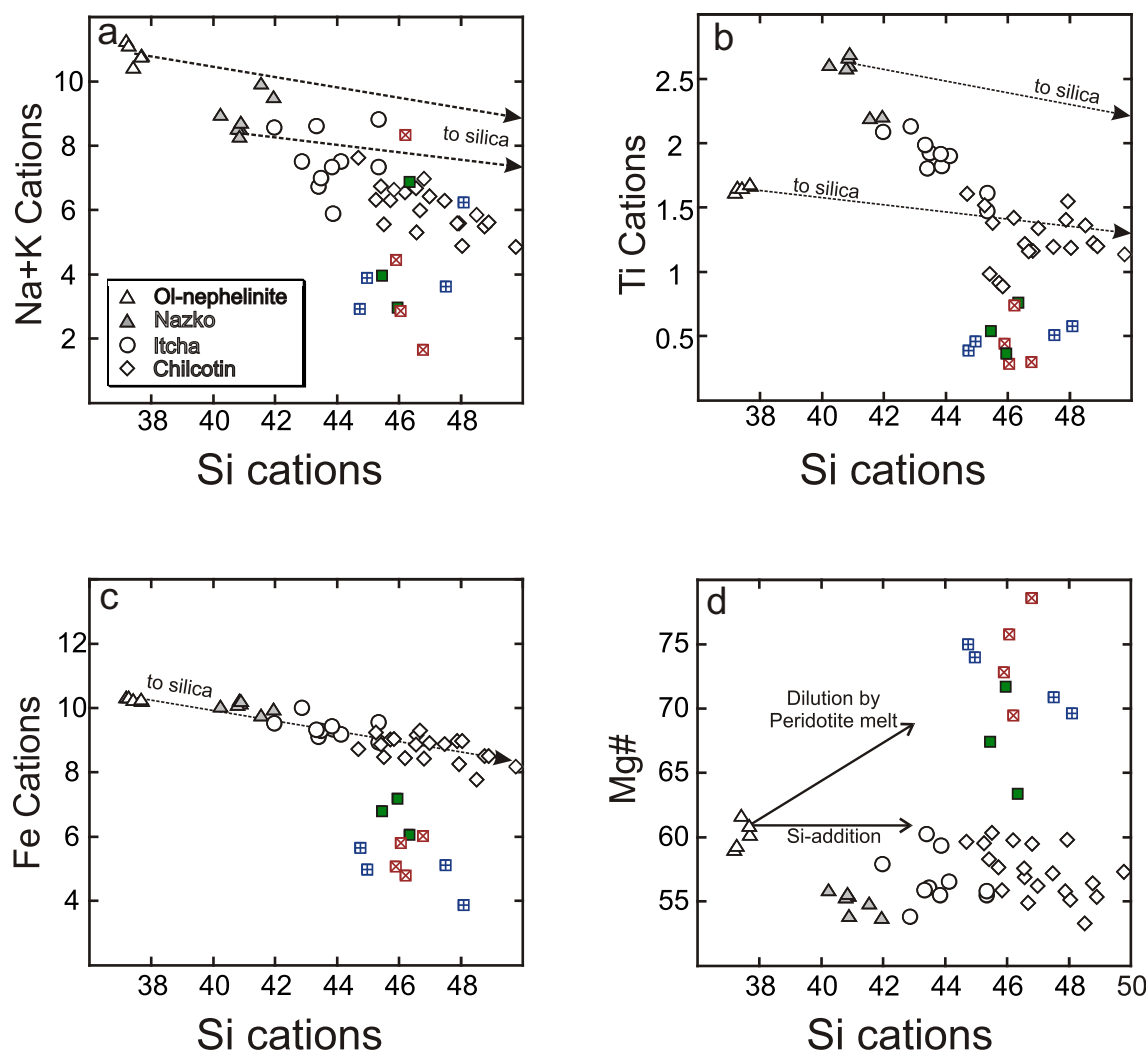 a
10
8
6
4
2
to silica
Na+K Cations
Ol-nephelinite
Nazko
Itcha
Chilcotin
38 40 42 44 46 48
Si cations
b
2.5
2
1.5
1
0.5
to silica
to silica
Ti Cations
38 40 42 44 46 48
Si cations
c
12
10
8
6
4
to silica
Fe Cations
38 40 42 44 46 48
Si cations
d
75
70
65
60
55
Dilution by
Peridotite melt
Si-addition
Mg#
38 40 42 44 46 48 50
Si cations